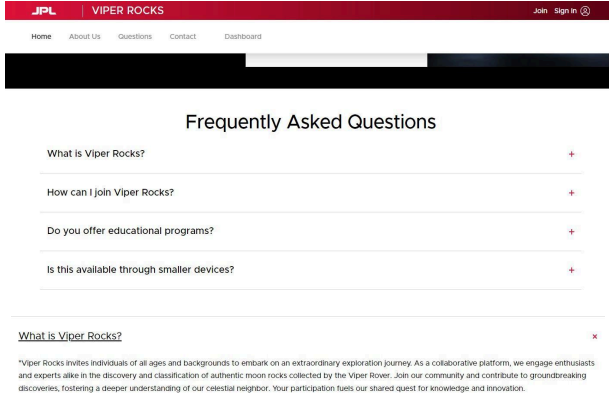 JPL VIPER ROCKS Join Sign In
Home About Us Questions Contact Dashboard
Frequently Asked Questions
What is Viper Rocks? +
How can I join Viper Rocks? +
Do you offer educational programs? +
Is this available through smaller devices? +
What is Viper Rocks? ×
"Viper Rocks invites individuals of all ages and backgrounds to embark on an extraordinary exploration journey. As a collaborative platform, we engage enthusiasts
and experts alike in the discovery and classification of authentic moon rocks collected by the Viper Rover. Join our community and contribute to groundbreaking
discoveries, fostering a deeper understanding of our celestial neighbor. Your participation fuels our shared quest for knowledge and innovation.